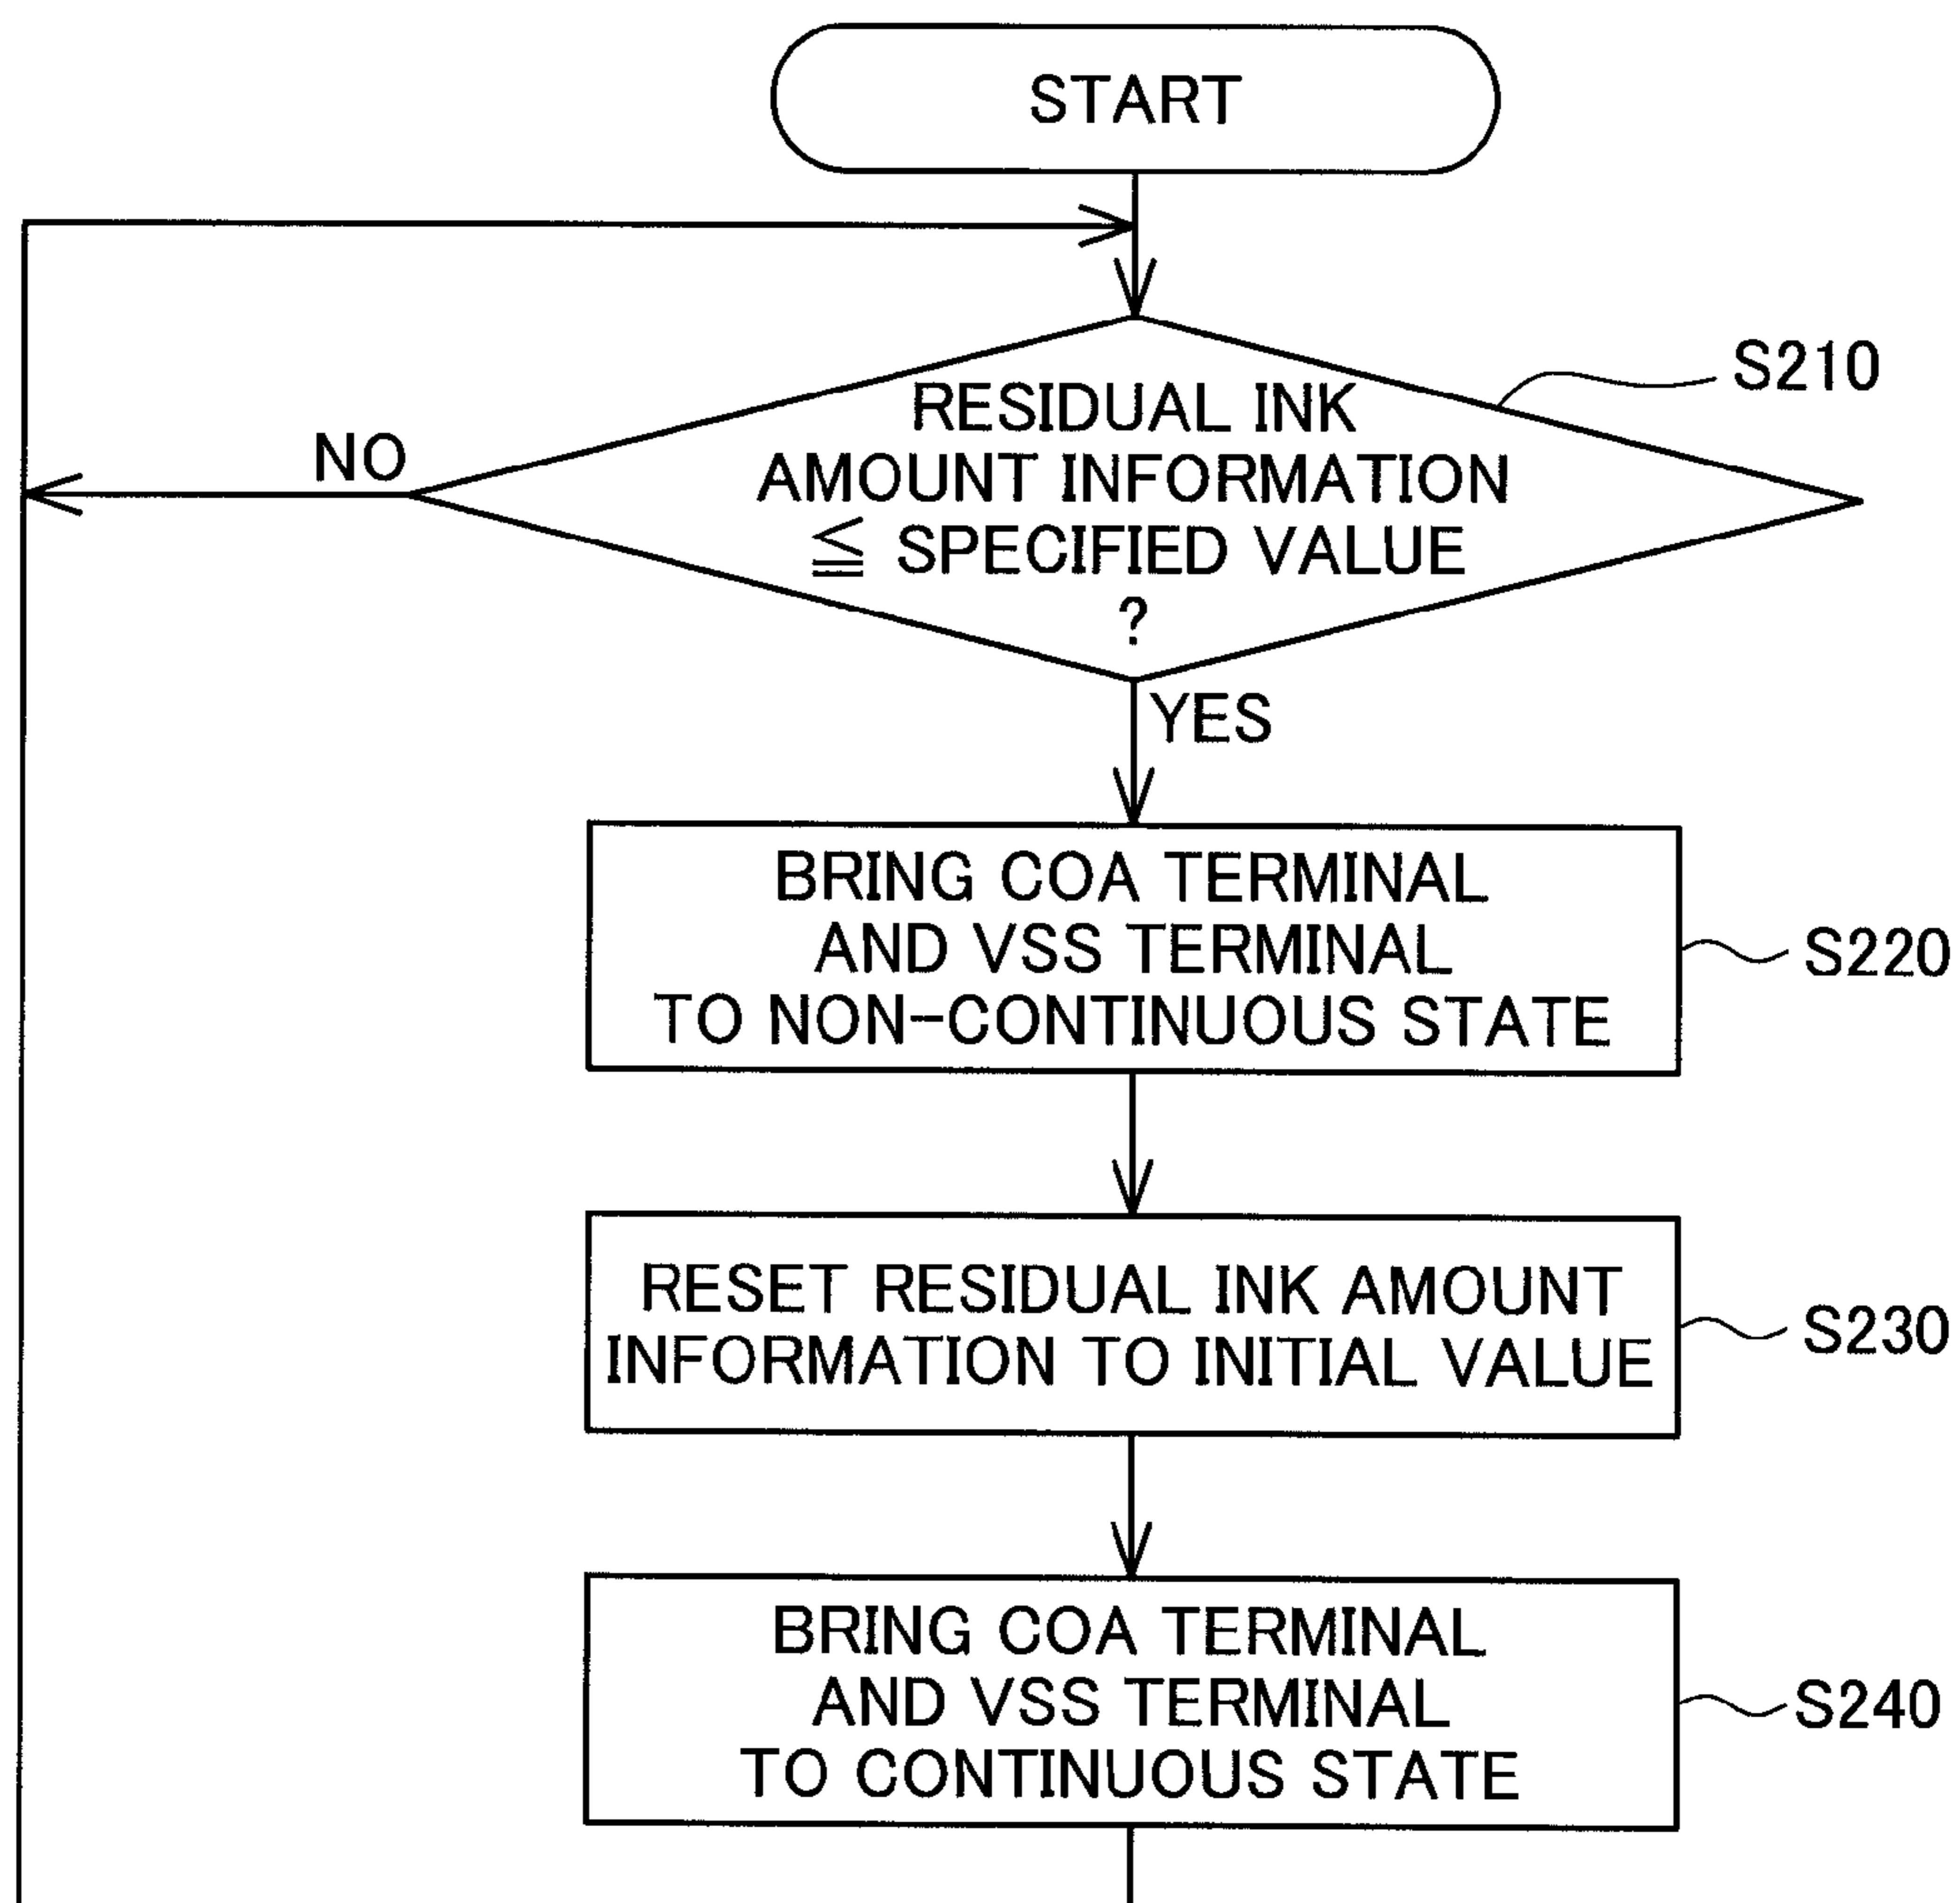 START
S210
RESIDUAL INK
AMOUNT INFORMATION
≦ SPECIFIED VALUE
?
NO
YES
BRING COA TERMINAL
AND VSS TERMINAL
TO NON-CONTINUOUS STATE
S220
RESET RESIDUAL INK AMOUNT
INFORMATION TO INITIAL VALUE
S230
BRING COA TERMINAL
AND VSS TERMINAL
TO CONTINUOUS STATE
S240